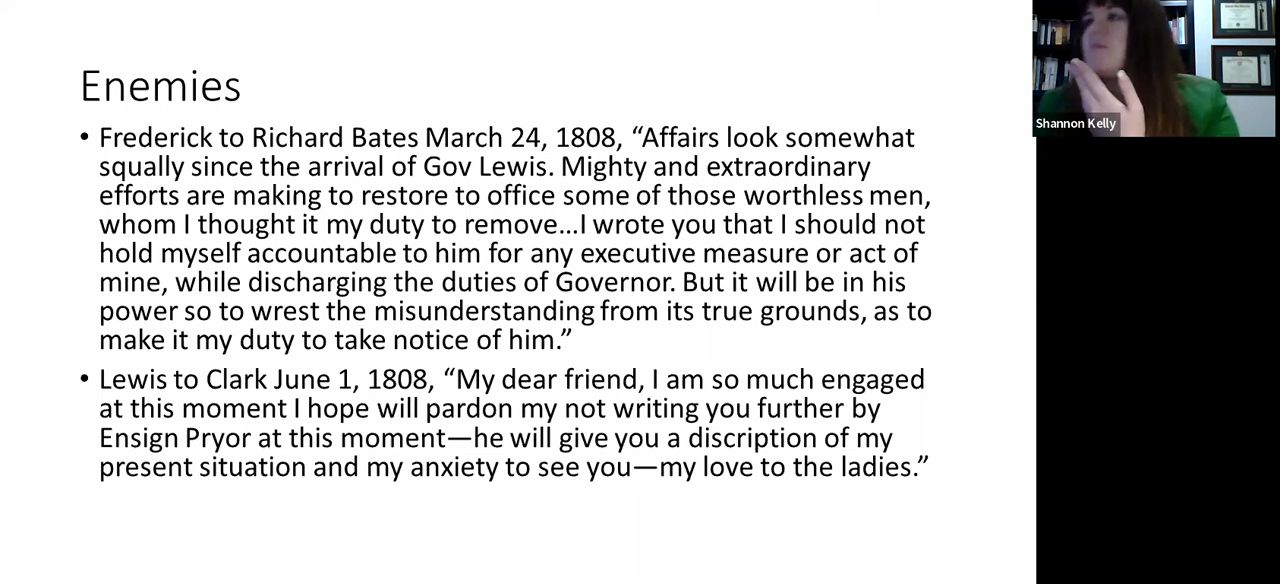 Enemies
• Frederick to Richard Bates March 24, 1808, “Affairs look somewhat
squally since the arrival of Gov Lewis. Mighty and extraordinary
efforts are making to restore to office some of those worthless men,
whom I thought it my duty to remove…I wrote you that I should not
hold myself accountable to him for any executive measure or act of
mine, while discharging the duties of Governor. But it will be in his
power so to wrest the misunderstanding from its true grounds, as to
make it my duty to take notice of him.”
• Lewis to Clark June 1, 1808, “My dear friend, I am so much engaged
at this moment I hope will pardon my not writing you further by
Ensign Pryor at this moment—he will give you a discription of my
present situation and my anxiety to see you—my love to the ladies.”
Shannon Kelly